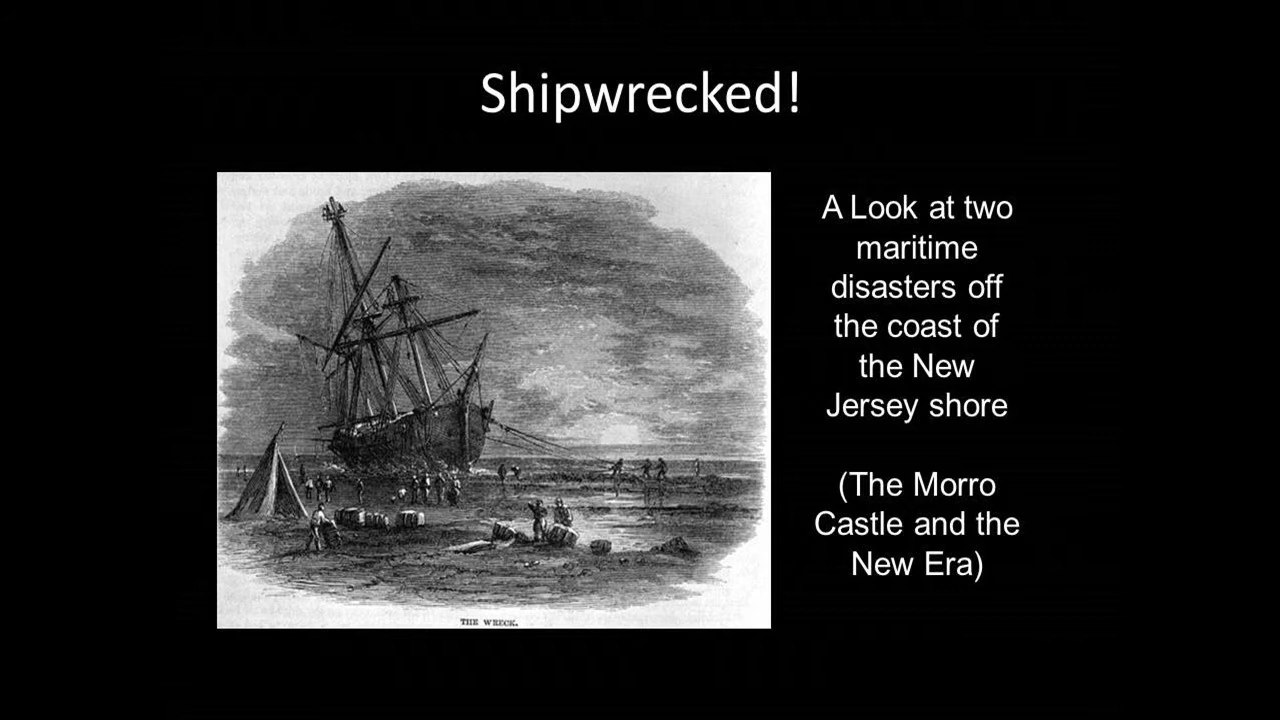 Shipwrecked!
A Look at two
maritime
disasters off
the coast of
the New
Jersey shore
(The Morro
Castle and the
New Era)
THE WRECK.